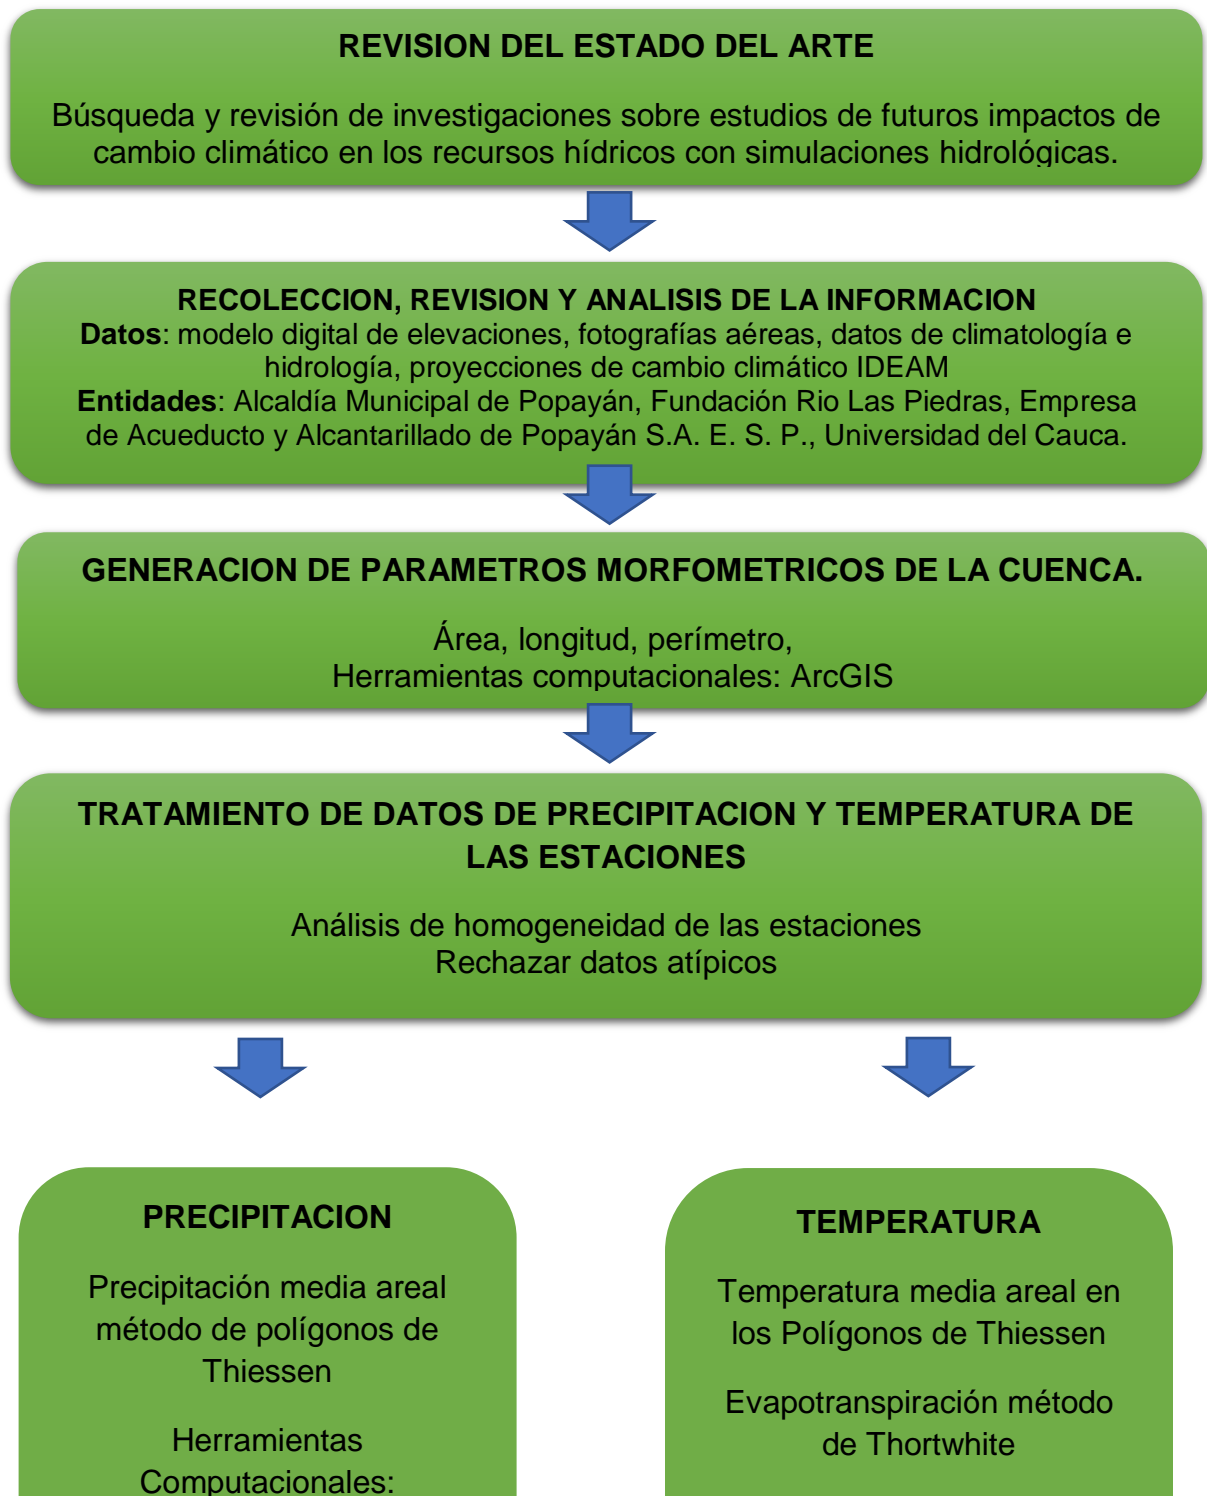 REVISION DEL ESTADO DEL ARTE
Búsqueda y revisión de investigaciones sobre estudios de futuros impactos de
cambio climático en los recursos hídricos con simulaciones hidrológicas.
RECOLECCION, REVISION Y ANALISIS DE LA INFORMACION
Datos: modelo digital de elevaciones, fotografías aéreas, datos de climatología e
hidrología, proyecciones de cambio climático IDEAM
Entidades: Alcaldía Municipal de Popayán, Fundación Rio Las Piedras, Empresa
de Acueducto y Alcantarillado de Popayán S.A. E. S. P., Universidad del Cauca.
GENERACION DE PARAMETROS MORFOMETRICOS DE LA CUENCA.
Área, longitud, perímetro,
Herramientas computacionales: ArcGIS
TRATAMIENTO DE DATOS DE PRECIPITACION Y TEMPERATURA DE
LAS ESTACIONES
Análisis de homogeneidad de las estaciones
Rechazar datos atípicos
PRECIPITACION
Precipitación media areal
método de polígonos de
Thiessen
Herramientas
Computacionales:
TEMPERATURA
Temperatura media areal en
los Polígonos de Thiessen
Evapotranspiración método
de Thortwhite